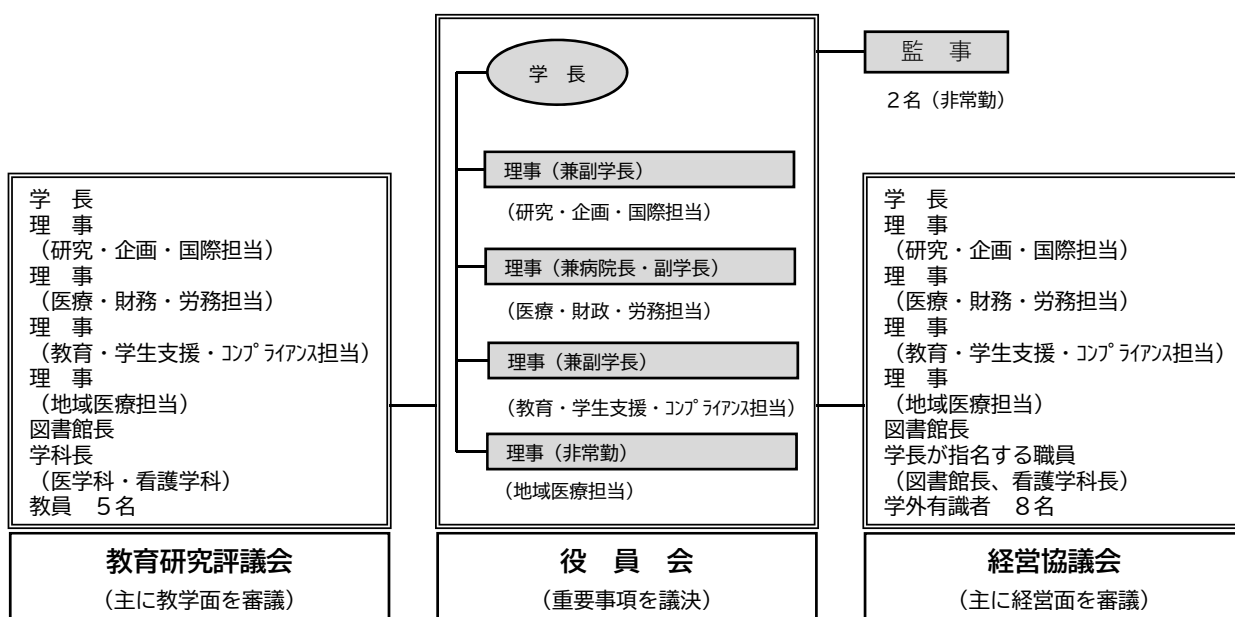 学　長
理事（兼副学長）
（研究・企画・国際担当）
理事（兼病院長・副学長）
（医療・財政・労務担当）
理事（兼副学長）
（教育・学生支援・ｺﾝﾌﾟﾗｲｱﾝｽ担当）
理事（非常勤）
（地域医療担当）
監　事
２名（非常勤）
学　長
理　事
（研究・企画・国際担当）
理　事
（医療・財務・労務担当）
理　事
（教育・学生支援・ｺﾝﾌﾟﾗｲｱﾝｽ担当）
理　事
（地域医療担当）
図書館長
学科長
（医学科・看護学科）
教員　５名
学　長
理　事
（研究・企画・国際担当）
理　事
（医療・財務・労務担当）
理　事
（教育・学生支援・ｺﾝﾌﾟﾗｲｱﾝｽ担当）
理　事
（地域医療担当）
図書館長
学長が指名する職員
（図書館長、看護学科長）
学外有識者　８名
教育研究評議会
（主に教学面を審議）
役　員　会
（重要事項を議決）
経営協議会
（主に経営面を審議）